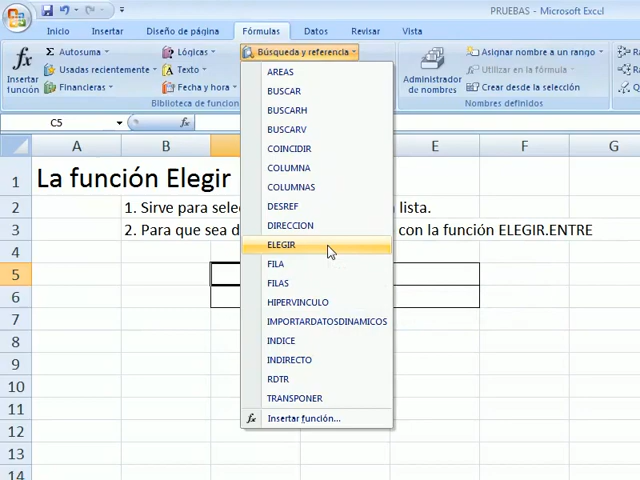 PRUEBAS - Microsoft Excel
Inicio Insertar Diseño de página Fórmulas Datos Revisar Vista
fx Insertar función
Σ Autosuma
Usadas recientemente
Financieras
Lógicas
Texto
Fecha y hora
Búsqueda y referencia
Biblioteca de funcion
Administrador de nombres
Asignar nombre a un rango
Utilizar en la fórmula
Crear desde la selección
Nombres definidos
C5 fx
A B E F G
1 La función Elegir
2 1. Sirve para sele lista.
3 2. Para que sea d con la función ELEGIR.ENTRE
4
5
6
7
8
9
10
11
12
13
14
AREAS
BUSCAR
BUSCARH
BUSCARV
COINCIDIR
COLUMNA
COLUMNAS
DESREF
DIRECCION
ELEGIR
FILA
FILAS
HIPERVINCULO
IMPORTARDATOSDINAMICOS
INDICE
INDIRECTO
RDTR
TRANSPONER
fx Insertar función...